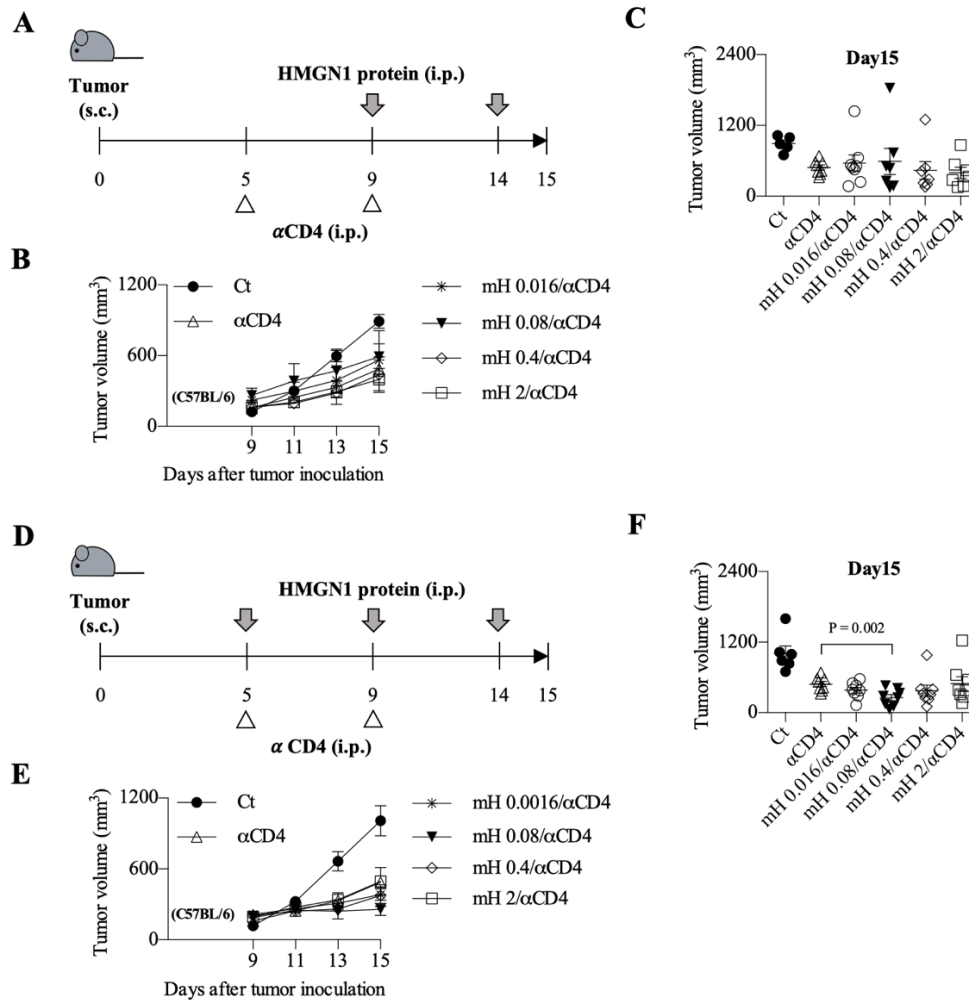 A
Tumor
(s.c.)
HMGN1 protein (i.p.)
0 5 9 14 15
αCD4 (i.p.)
B
Tumor volume (mm³)
1200
600
0
Ct
αCD4
(C57BL/6)
mH 0.016/αCD4
mH 0.08/αCD4
mH 0.4/αCD4
mH 2/αCD4
9 11 13 15
Days after tumor inoculation
C
Day15
Tumor volume (mm³)
2400
1200
0
Ct
αCD4
mH 0.016/αCD4
mH 0.08/αCD4
mH 0.4/αCD4
mH 2/αCD4
D
Tumor
(s.c.)
HMGN1 protein (i.p.)
0 5 9 14 15
α CD4 (i.p.)
E
Tumor volume (mm³)
1200
600
0
Ct
αCD4
(C57BL/6)
mH 0.0016/αCD4
mH 0.08/αCD4
mH 0.4/αCD4
mH 2/αCD4
9 11 13 15
Days after tumor inoculation
F
Day15
Tumor volume (mm³)
2400
1200
0
P = 0.002
Ct
αCD4
mH 0.016/αCD4
mH 0.08/αCD4
mH 0.4/αCD4
mH 2/αCD4